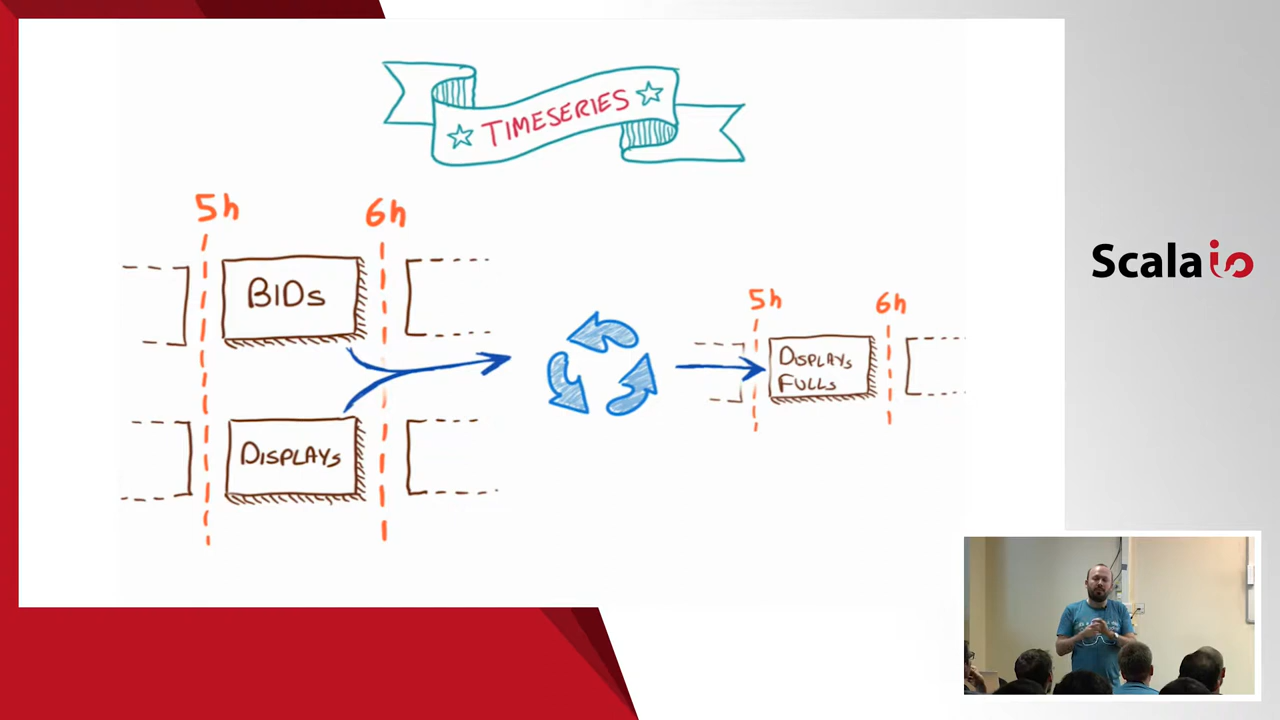 TIMESERIES
5h
6h
BIDs
DISPLAYs
5h
6h
DISPLAYs
FULLs
Scala io